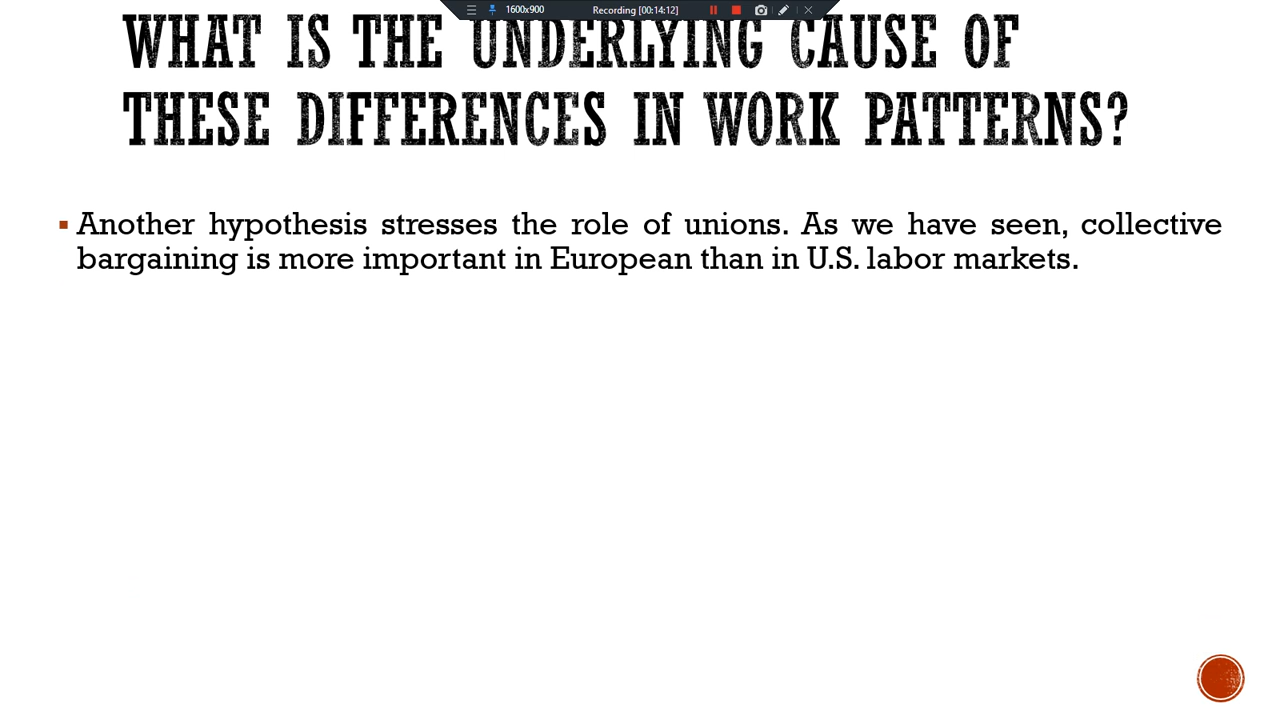 1600x900 Recording [00:14:12]
WHAT IS THE UNDERLYING CAUSE OF
THESE DIFFERENCES IN WORK PATTERNS?
Another hypothesis stresses the role of unions. As we have seen, collective
bargaining is more important in European than in U.S. labor markets.